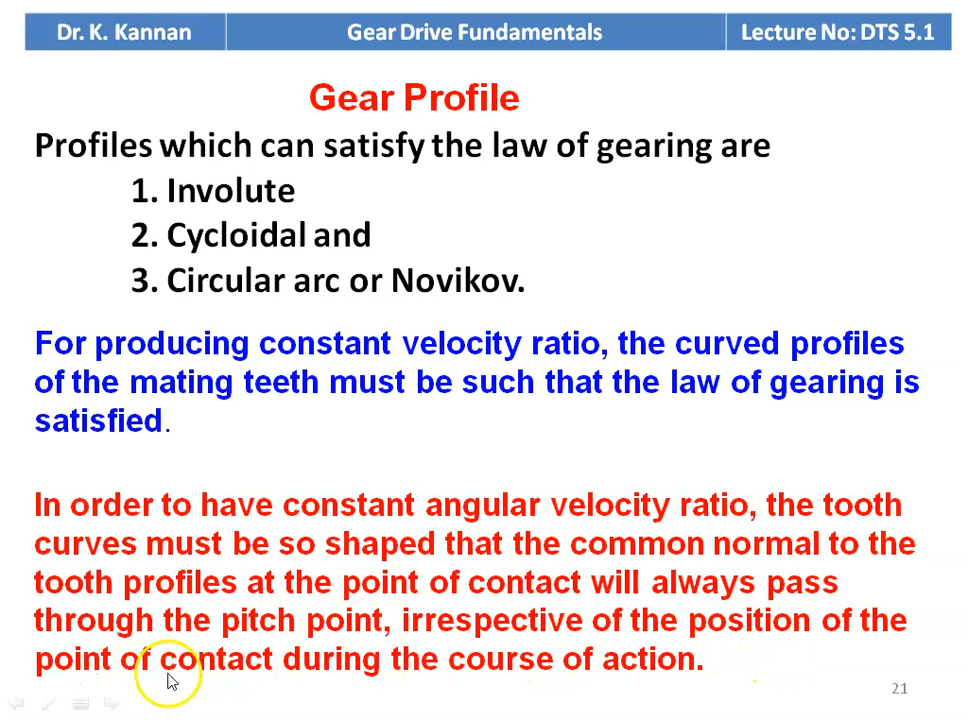 Dr. K. Kannan
Gear Drive Fundamentals
Lecture No: DTS 5.1
Gear Profile
Profiles which can satisfy the law of gearing are
1. Involute
2. Cycloidal and
3. Circular arc or Novikov.
For producing constant velocity ratio, the curved profiles
of the mating teeth must be such that the law of gearing is
satisfied.
In order to have constant angular velocity ratio, the tooth
curves must be so shaped that the common normal to the
tooth profiles at the point of contact will always pass
through the pitch point, irrespective of the position of the
point of contact during the course of action.
21